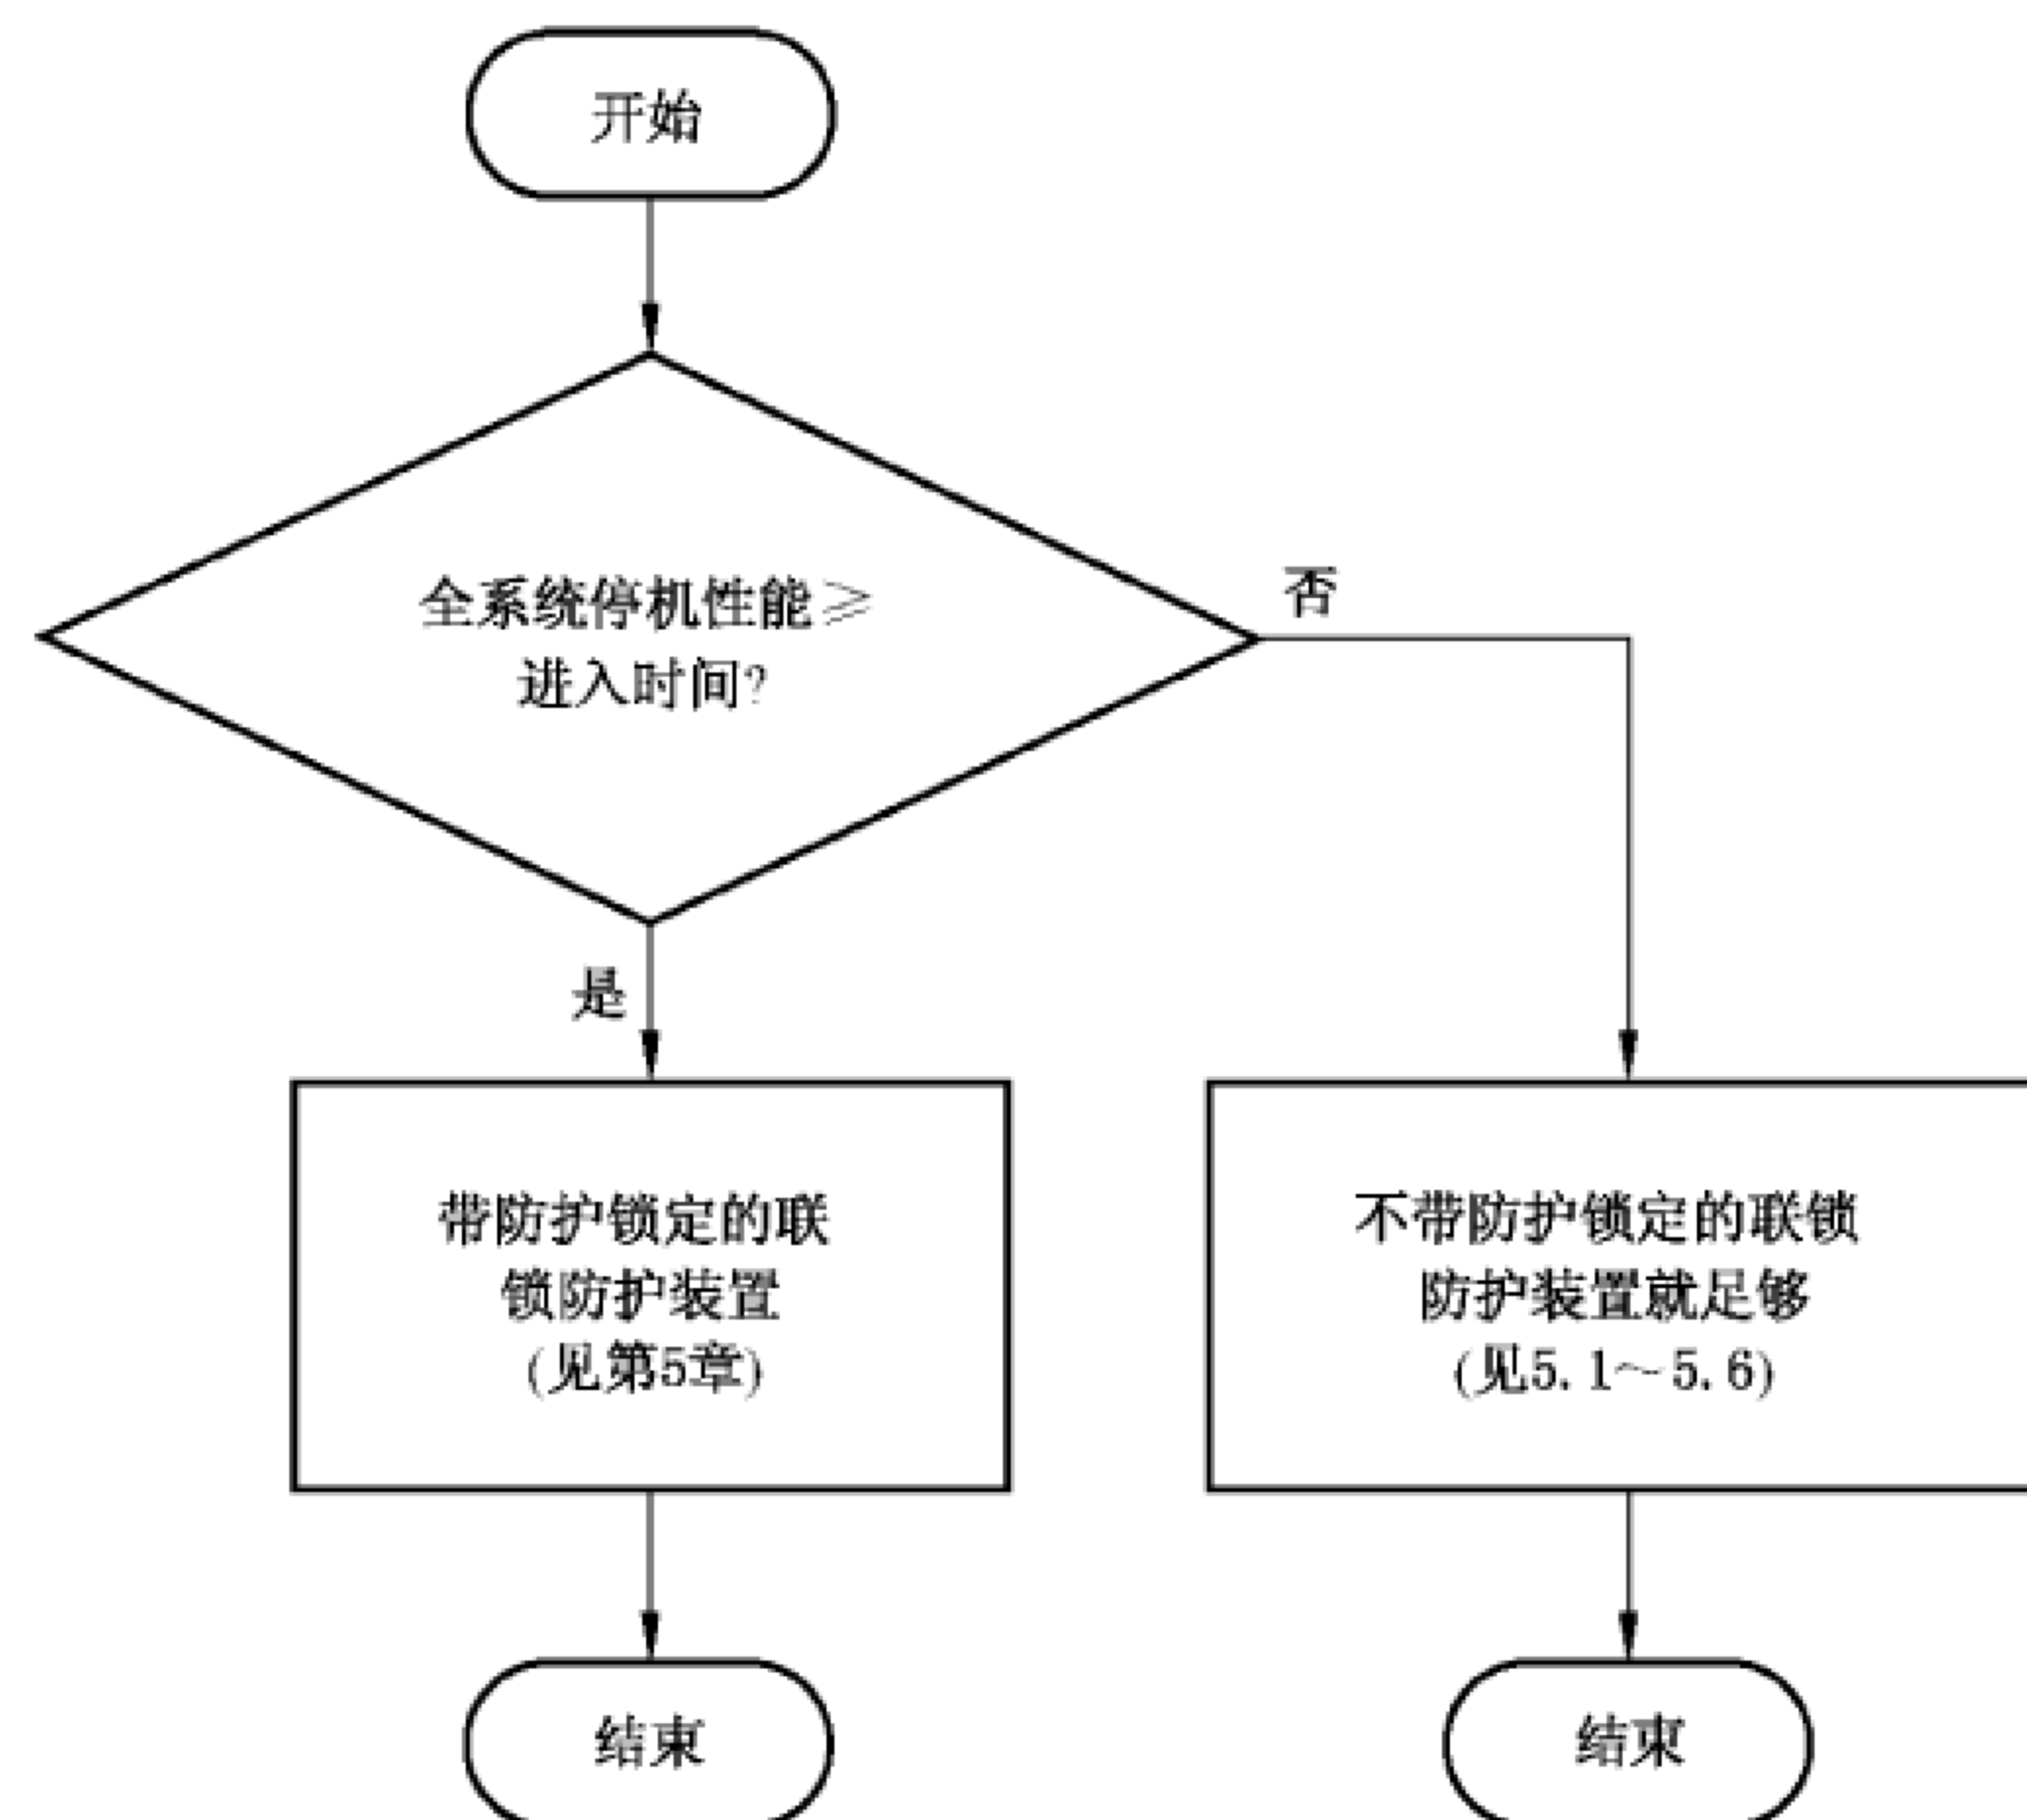 开始
全系统停机性能≥
进入时间?
否
是
带防护锁定的联
锁防护装置
(见第5章)
不带防护锁定的联锁
防护装置就足够
(见5.1～5.6)
结束
结束